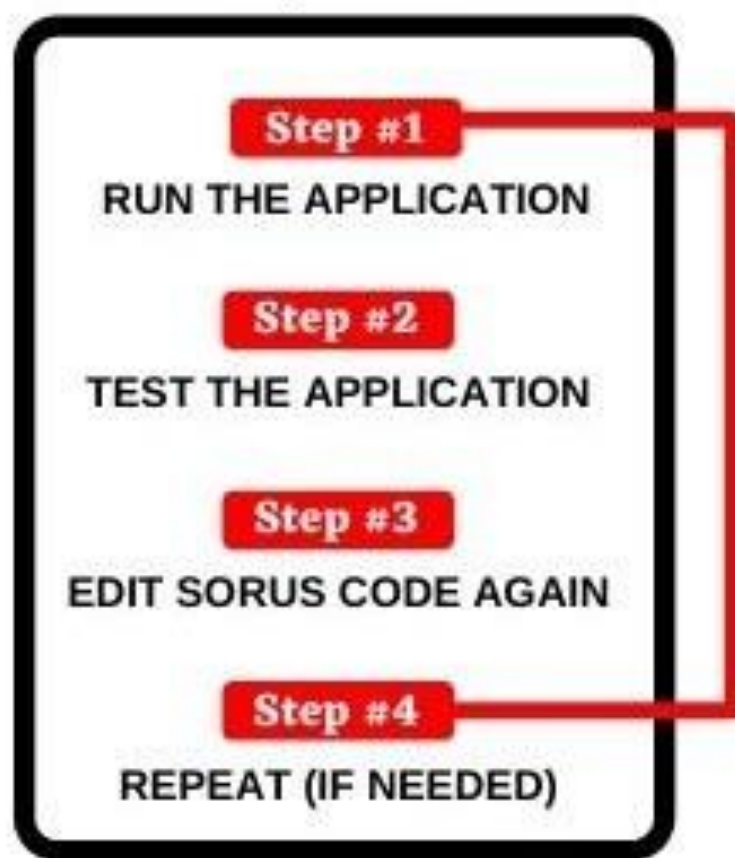 Step #1
RUN THE APPLICATION
Step #2
TEST THE APPLICATION
Step #3
EDIT SORUS CODE AGAIN
Step #4
REPEAT (IF NEEDED)